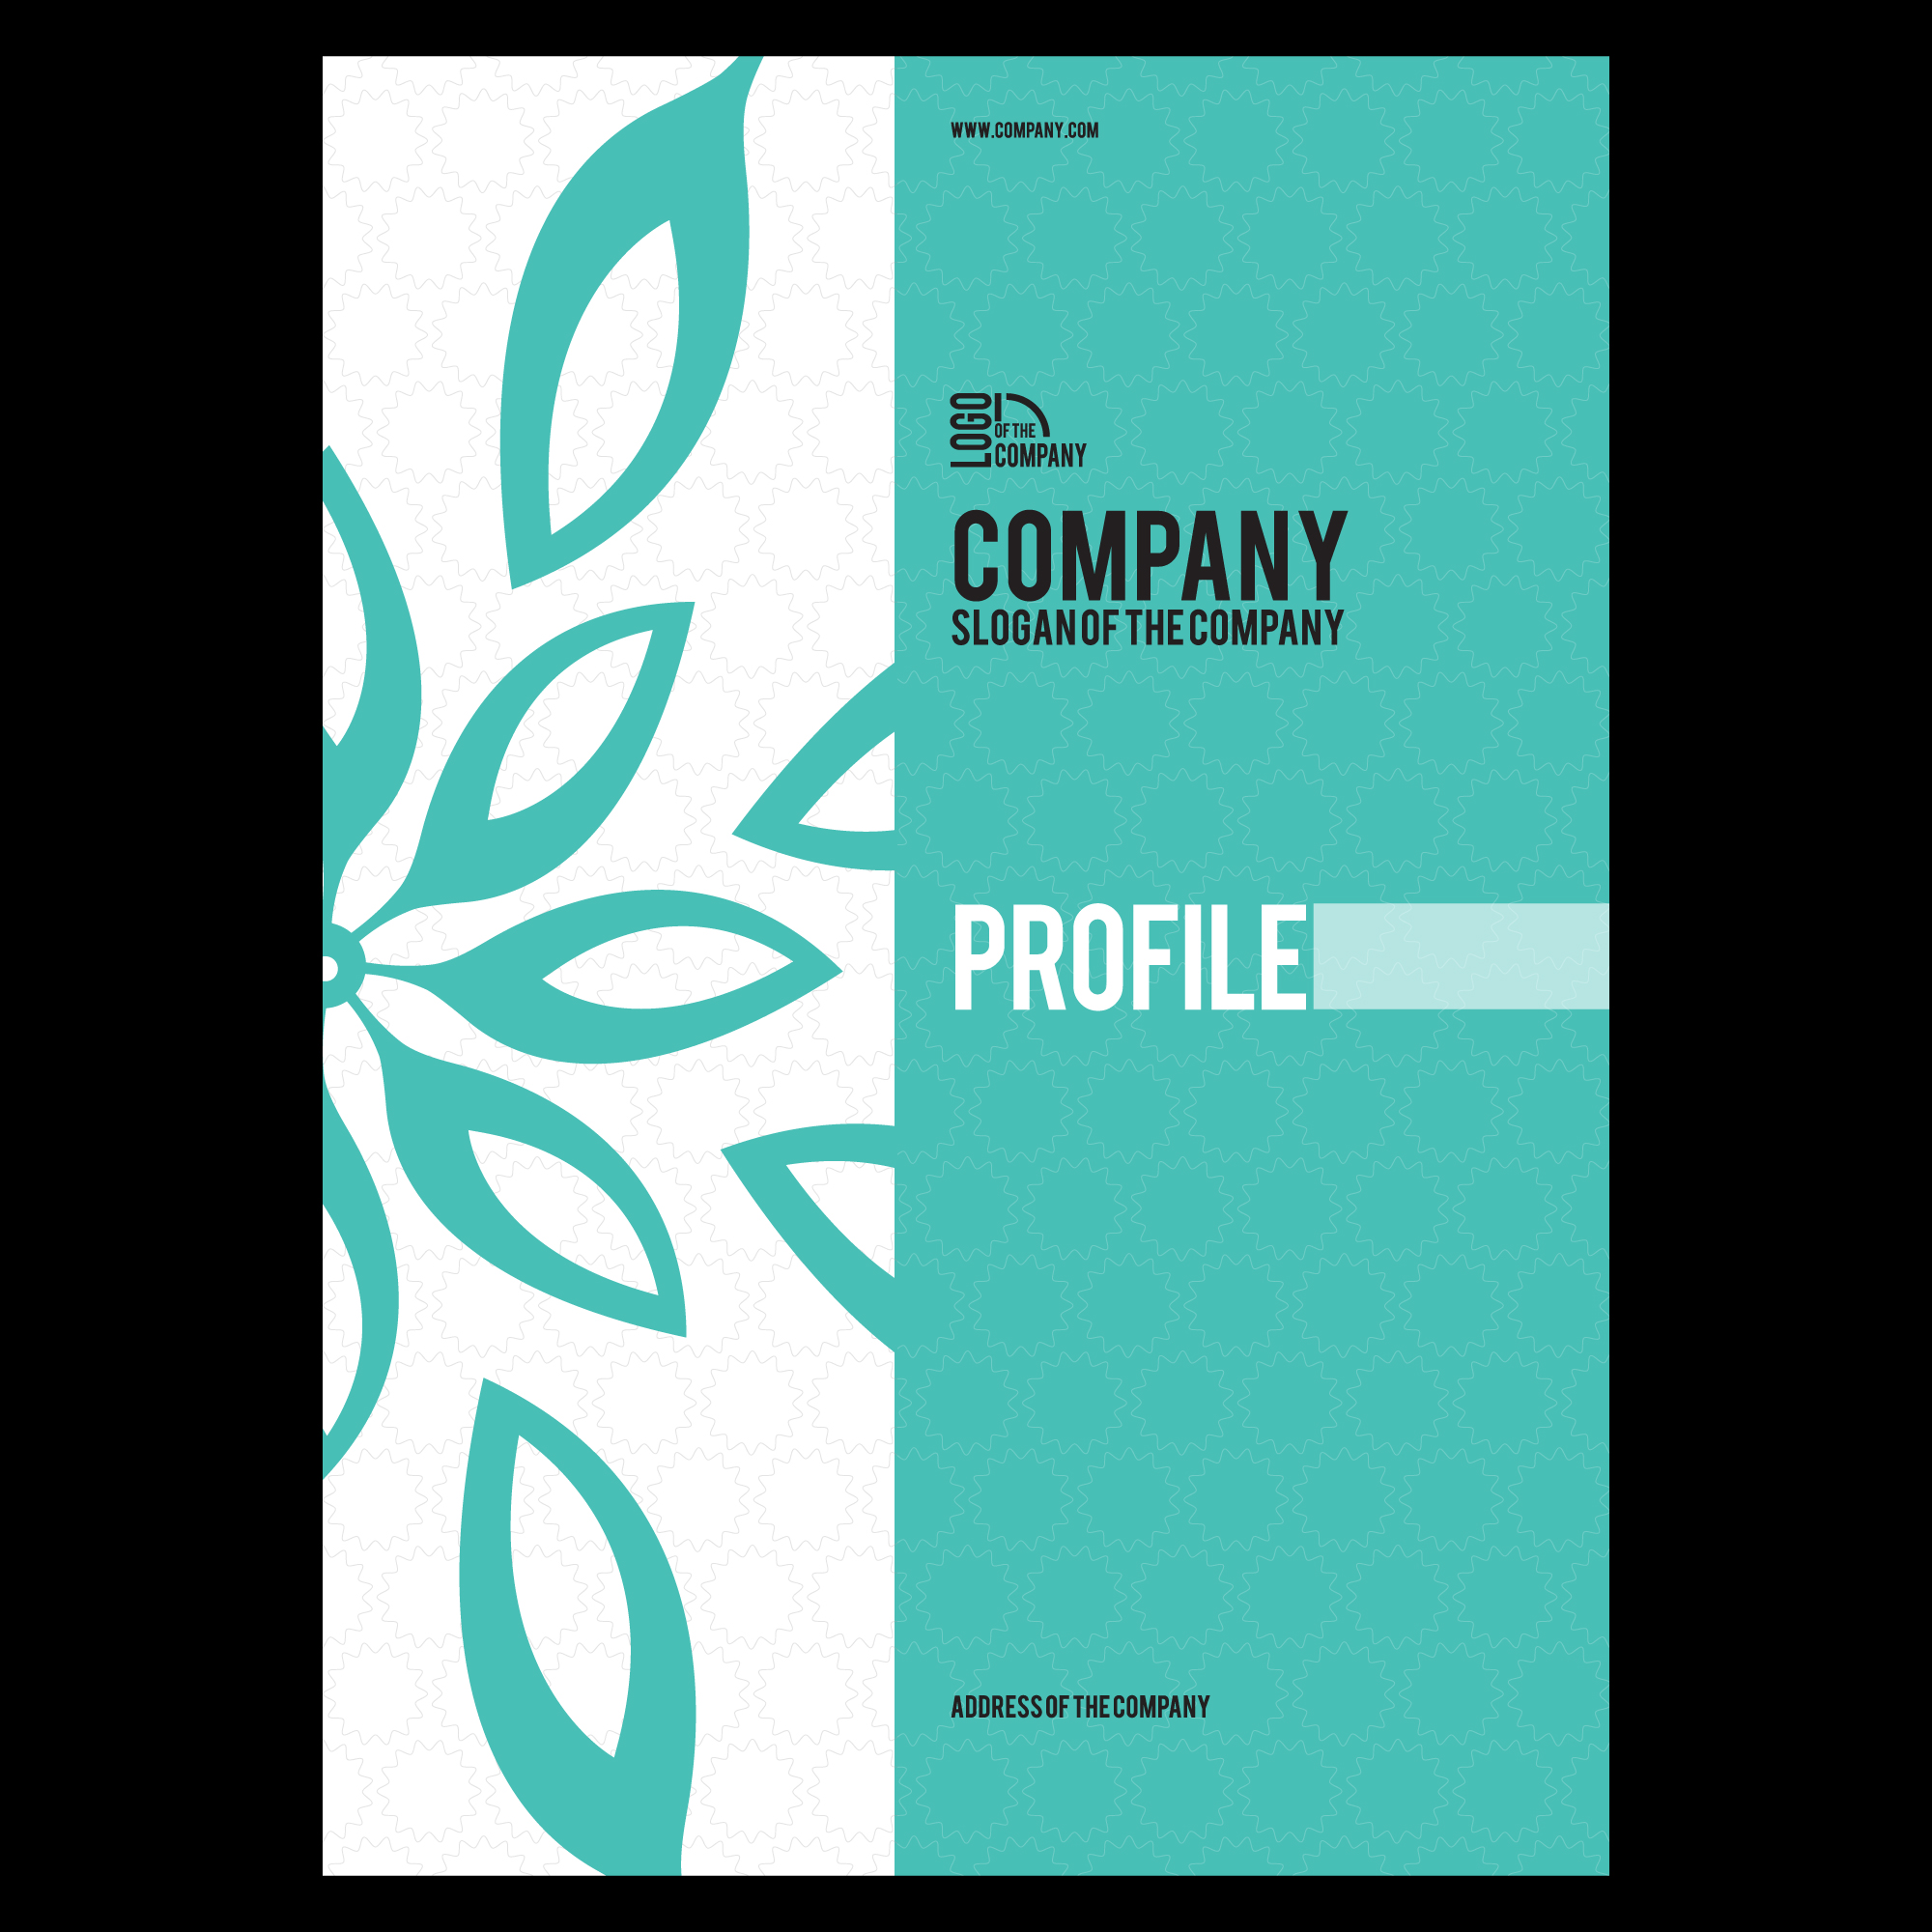 WWW.COMPANY.COM
LOGO
OF THE
COMPANY
COMPANY
SLOGAN OF THE COMPANY
PROFILE
ADDRESS OF THE COMPANY